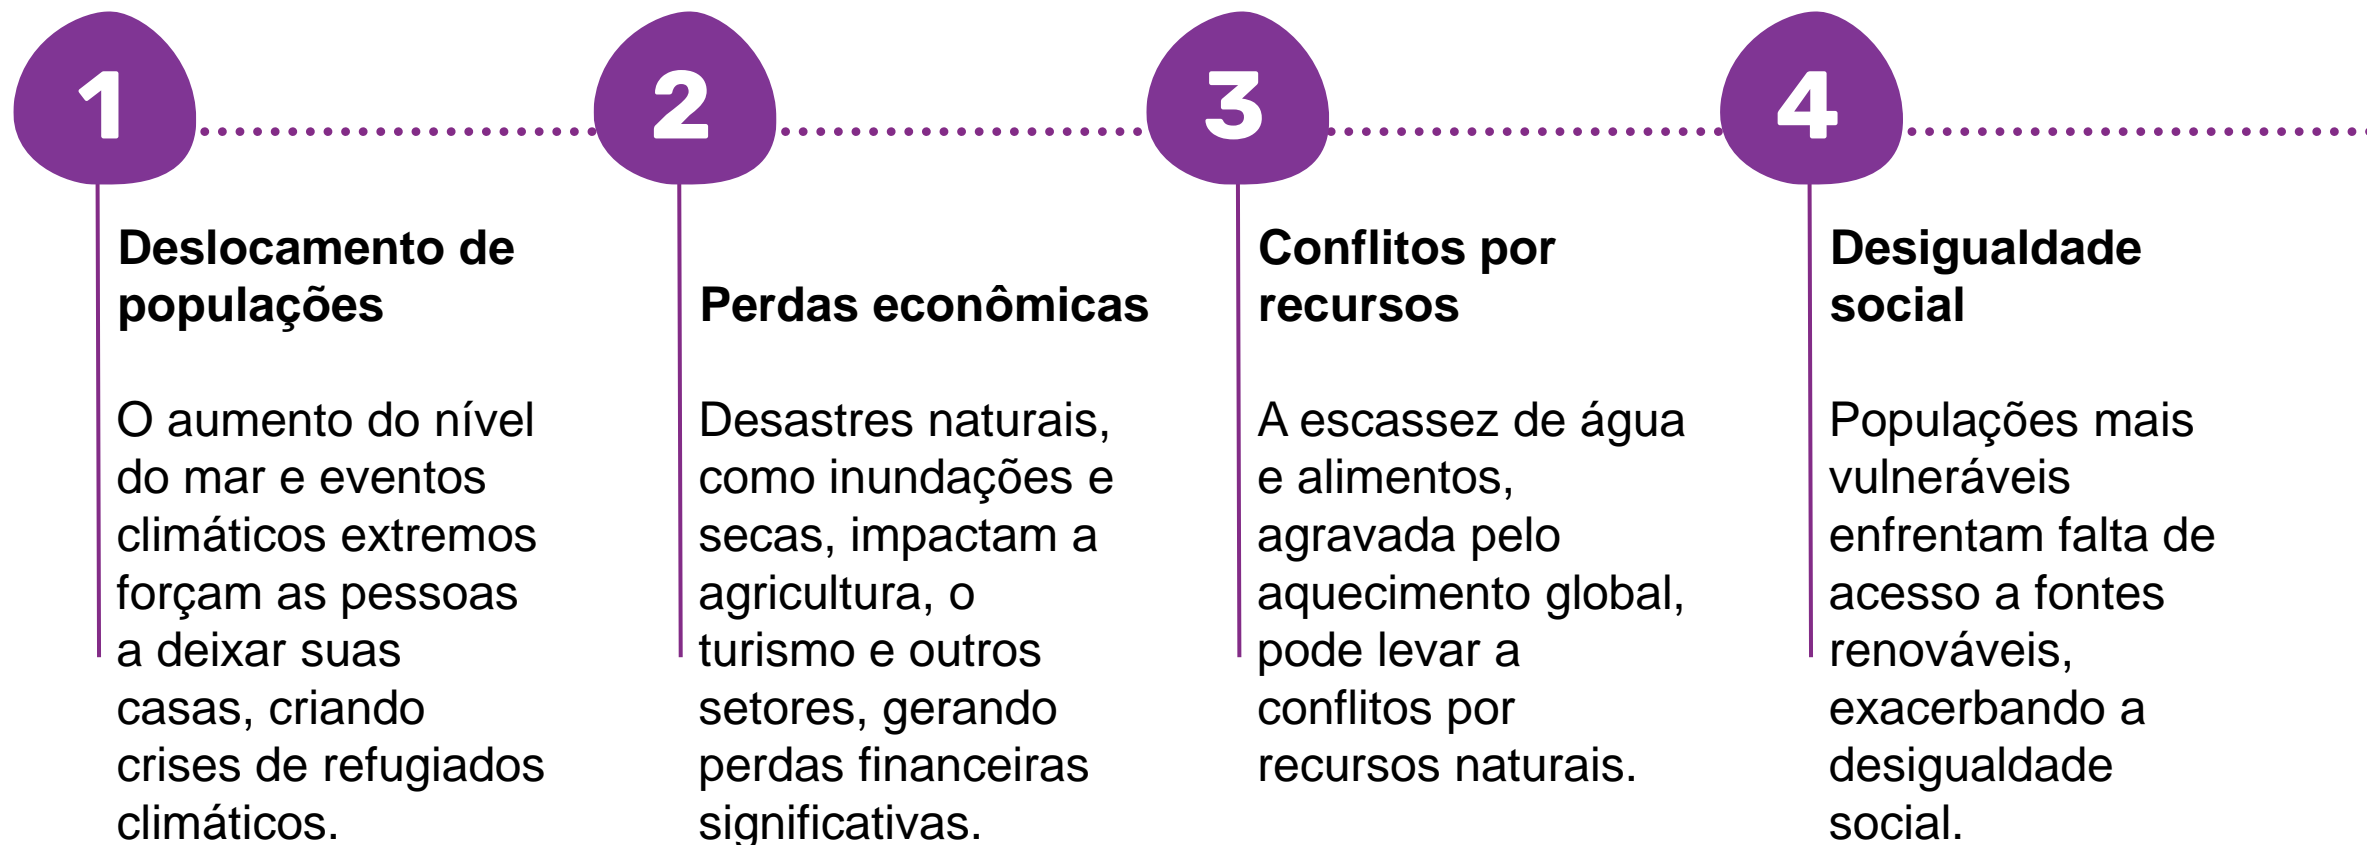 1
Deslocamento de
populações
O aumento do nível
do mar e eventos
climáticos extremos
forçam as pessoas
a deixar suas
casas, criando
crises de refugiados
climáticos.
2
Perdas econômicas
Desastres naturais,
como inundações e
secas, impactam a
agricultura, o
turismo e outros
setores, gerando
perdas financeiras
significativas.
3
Conflitos por
recursos
A escassez de água
e alimentos,
agravada pelo
aquecimento global,
pode levar a
conflitos por
recursos naturais.
4
Desigualdade
social
Populações mais
vulneráveis
enfrentam falta de
acesso a fontes
renováveis,
exacerbando a
desigualdade
social.